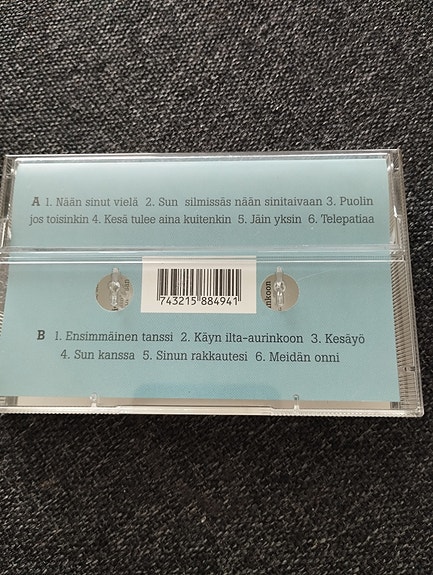 A 1. Nään sinut vielä 2. Sun silmissäs nään sinitaivaan 3. Puolin
jos toisinkin 4. Kesä tulee aina kuitenkin 5. Jäin yksin 6. Telepatiaa
743215 884941
B 1. Ensimmäinen tanssi 2. Käyn ilta-aurinkoon 3. Kesäyö
4. Sun kanssa 5. Sinun rakkautesi 6. Meidän onni